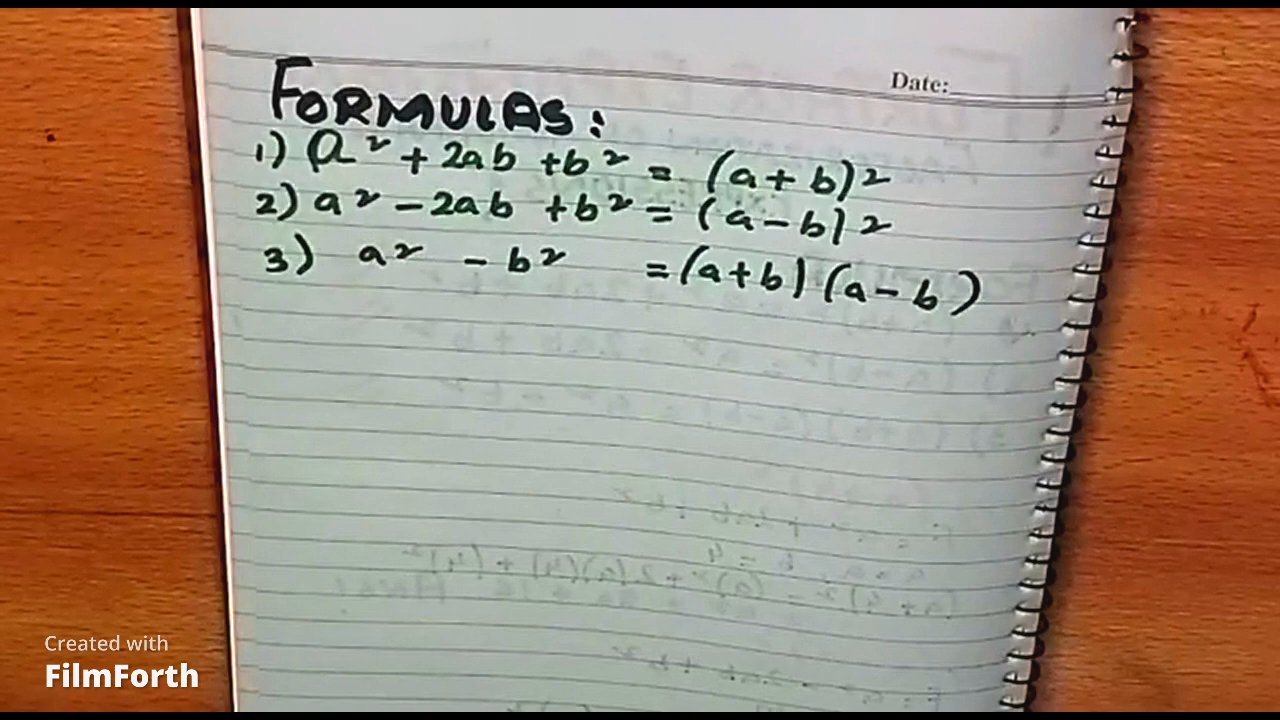 Date:
FORMULAS:
1) a² + 2ab + b² = (a + b)²
2) a² - 2ab + b² = (a - b)²
3) a² - b² = (a + b) (a - b)
Created with
FilmForth